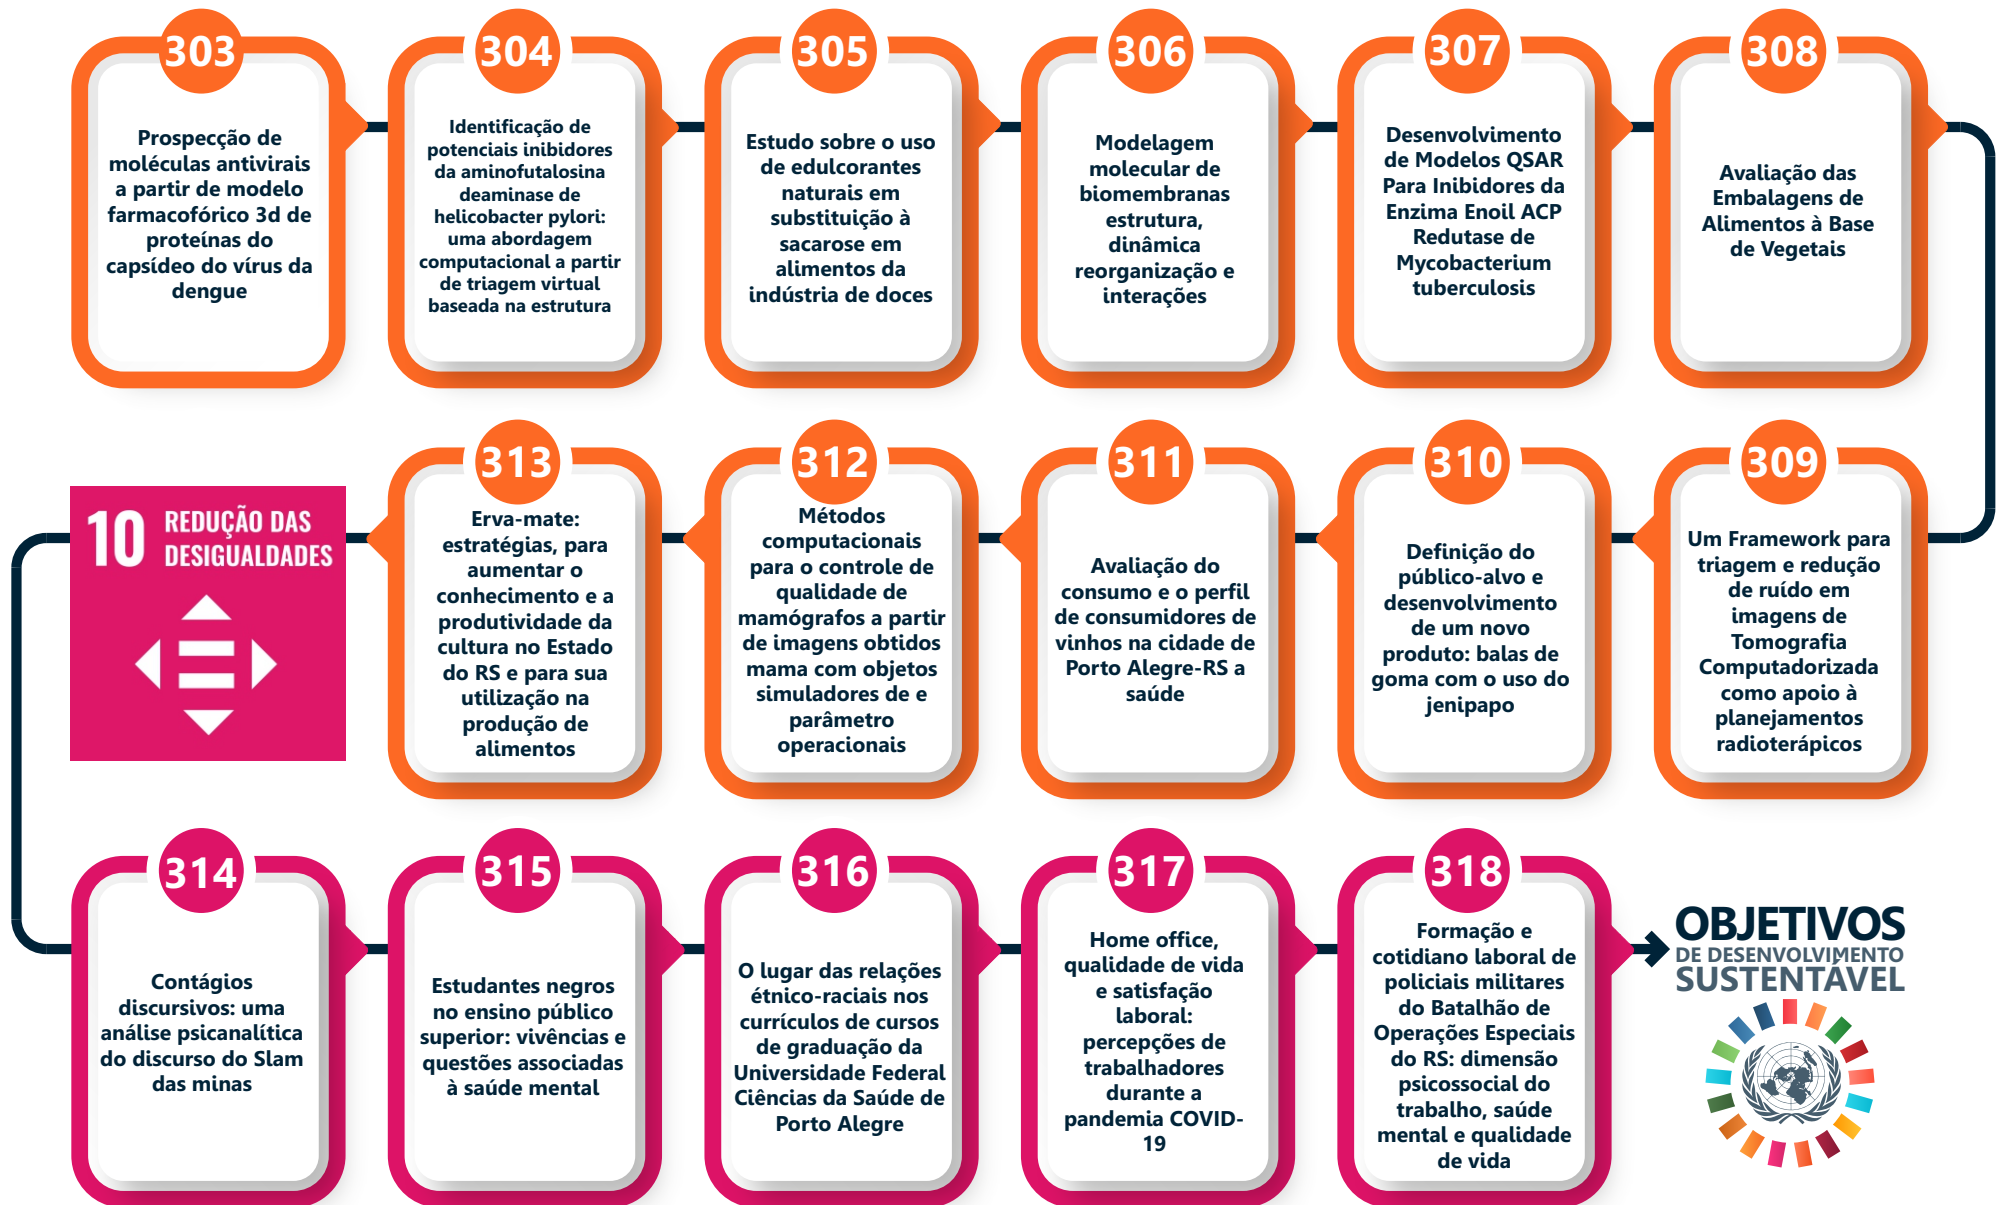 303
Prospecção de
moléculas antivirais
a partir de modelo
farmacofórico 3d de
proteínas do
capsídeo do vírus da
dengue
304
Identificação de
potenciais inibidores
da aminofutalosina
deaminase de
helicobacter pylori:
uma abordagem
computacional a partir
de triagem virtual
baseada na estrutura
305
Estudo sobre o uso
de edulcorantes
naturais em
substituição à
sacarose em
alimentos da
indústria de doces
306
Modelagem
molecular de
biomembranas
estrutura,
dinâmica
reorganização e
interações
307
Desenvolvimento
de Modelos QSAR
Para Inibidores da
Enzima Enoil ACP
Redutase de
Mycobacterium
tuberculosis
308
Avaliação das
Embalagens de
Alimentos à Base
de Vegetais
309
Um Framework para
triagem e redução
de ruído em
imagens de
Tomografia
Computadorizada
como apoio à
planejamentos
radioterápicos
310
Definição do
público-alvo e
desenvolvimento
de um novo
produto: balas de
goma com o uso do
jenipapo
311
Avaliação do
consumo e o perfil
de consumidores de
vinhos na cidade de
Porto Alegre-RS a
saúde
312
Métodos
computacionais
para o controle de
qualidade de
mamógrafos a partir
de imagens obtidos
mama com objetos
simuladores de e
parâmetro
operacionais
313
Erva-mate:
estratégias, para
aumentar o
conhecimento e a
produtividade da
cultura no Estado
do RS e para sua
utilização na
produção de
alimentos
10 REDUÇÃO DAS
DESIGUALDADES
314
Contágios
discursivos: uma
análise psicanalítica
do discurso do Slam
das minas
315
Estudantes negros
no ensino público
superior: vivências e
questões associadas
à saúde mental
316
O lugar das relações
étnico-raciais nos
currículos de cursos
de graduação da
Universidade Federal
Ciências da Saúde de
Porto Alegre
317
Home office,
qualidade de vida
e satisfação
laboral:
percepções de
trabalhadores
durante a
pandemia COVID-
19
318
Formação e
cotidiano laboral de
policiais militares
do Batalhão de
Operações Especiais
do RS: dimensão
psicossocial do
trabalho, saúde
mental e qualidade
de vida
OBJETIVOS
DE DESENVOLVIMENTO
SUSTENTÁVEL